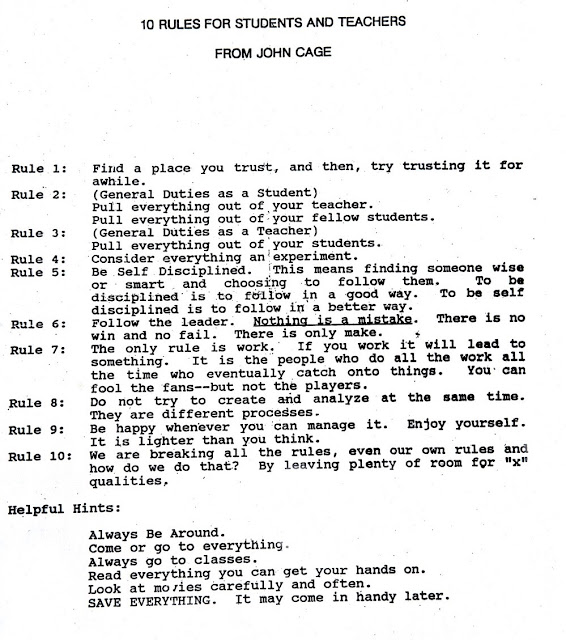 10 RULES FOR STUDENTS AND TEACHERS
FROM JOHN CAGE
Rule 1: Find a place you trust, and then, try trusting it for
awhile.
Rule 2: (General Duties as a Student)
Pull everything out of your teacher.
Pull everything out of your fellow students.
Rule 3: (General Duties as a Teacher)
Pull everything out of your students.
Rule 4: Consider everything an experiment.
Rule 5: Be Self Disciplined. This means finding someone wise
or smart and choosing to follow them. To be
disciplined is to follow in a good way. To be self
disciplined is to follow in a better way.
Rule 6: Follow the leader. Nothing is a mistake. There is no
win and no fail. There is only make.
Rule 7: The only rule is work. If you work it will lead to
something. It is the people who do all the work all
the time who eventually catch onto things. You can
fool the fans--but not the players.
Rule 8: Do not try to create and analyze at the same time.
They are different processes.
Rule 9: Be happy whenever you can manage it. Enjoy yourself.
It is lighter than you think.
Rule 10: We are breaking all the rules, even our own rules and
how do we do that? By leaving plenty of room for "x"
qualities.
Helpful Hints:
Always Be Around.
Come or go to everything.
Always go to classes.
Read everything you can get your hands on.
Look at movies carefully and often.
SAVE EVERYTHING. It may come in handy later.